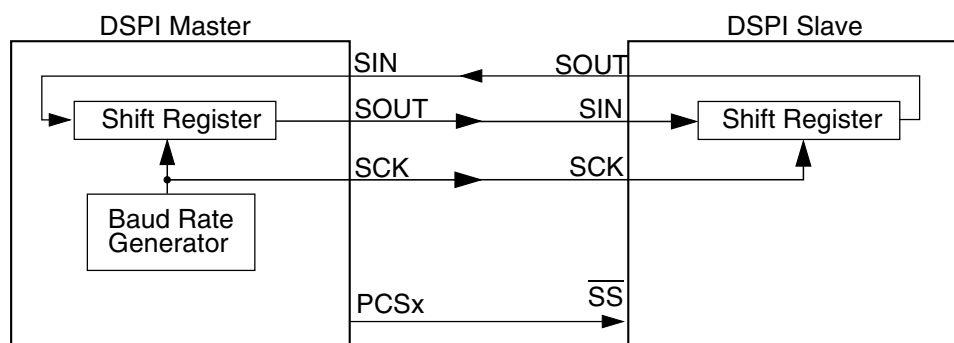 DSPI Master
DSPI Slave
SIN
SOUT
Shift Register
SOUT
SIN
Shift Register
SCK
SCK
Baud Rate
Generator
PCSx
SS